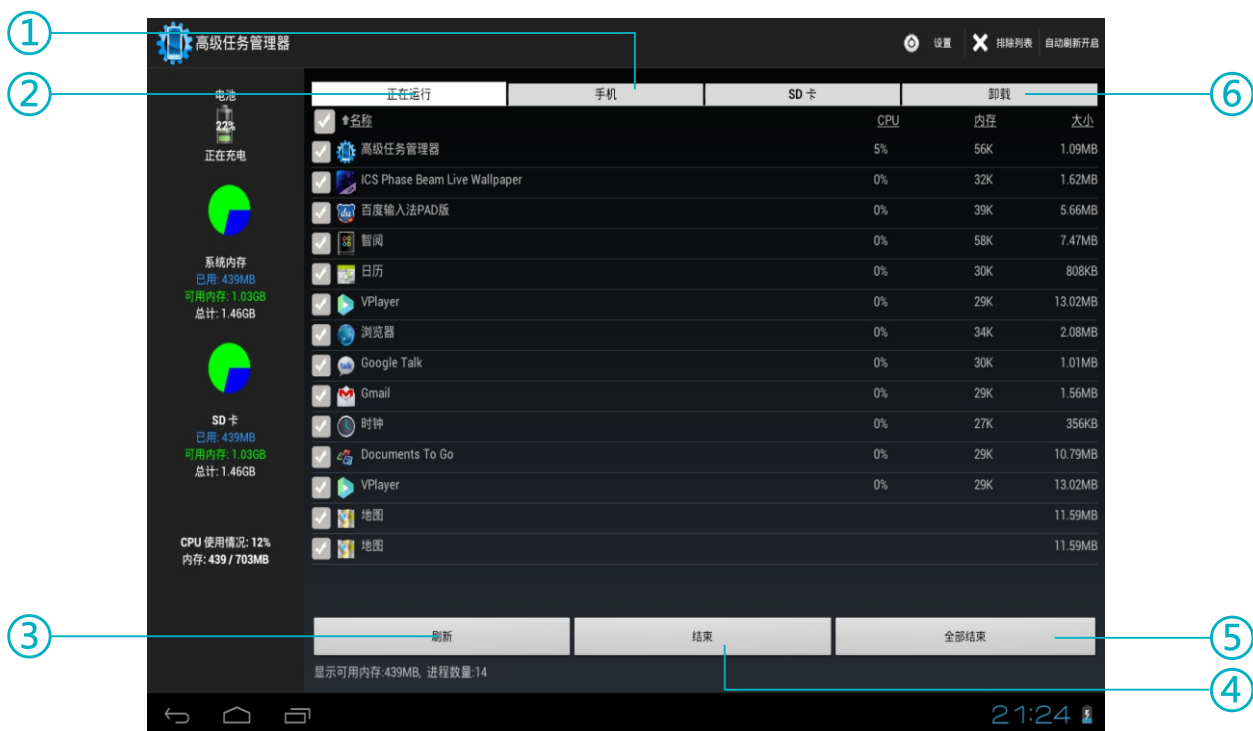 ①
高级任务管理器
设置
排除列表
自动刷新开启
②
⑥
电池
22%
正在充电
系统内存
已用: 439MB
可用内存: 1.03GB
总计: 1.46GB
SD 卡
已用: 439MB
可用内存: 1.03GB
总计: 1.46GB
CPU 使用情况: 12%
内存: 439 / 703MB
正在运行 手机 SD 卡 卸载
名称 CPU 内存 大小
高级任务管理器 5% 56K 1.09MB
ICS Phase Beam Live Wallpaper 0% 32K 1.62MB
du 百度输入法PAD版 0% 39K 5.66MB
智阅 0% 58K 7.47MB
日历 0% 30K 808KB
VPlayer 0% 29K 13.02MB
浏览器 0% 34K 2.08MB
talk Google Talk 0% 30K 1.01MB
Gmail 0% 29K 1.56MB
时钟 0% 27K 356KB
Documents To Go 0% 29K 10.79MB
VPlayer 0% 29K 13.02MB
地图 11.59MB
地图 11.59MB
③
刷新 结束 全部结束
⑤
显示可用内存:439MB, 进程数量:14
④
21:24